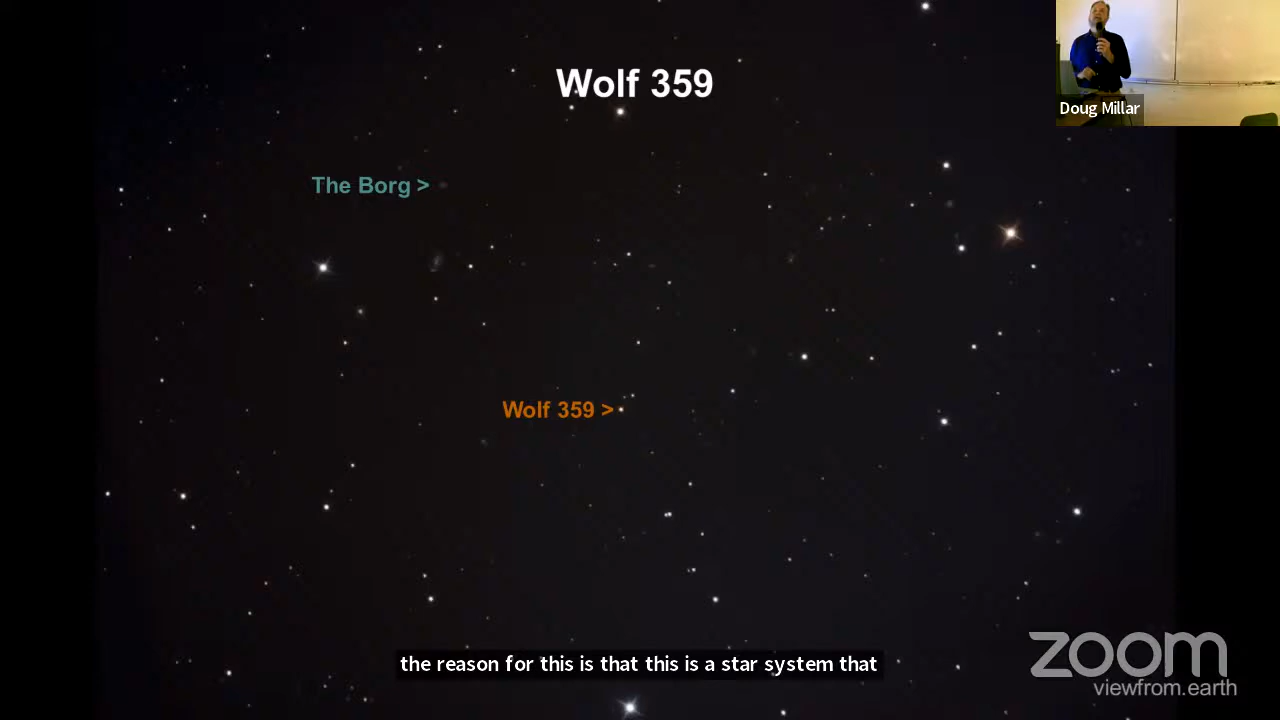 Wolf 359
Doug Millar
The Borg >
Wolf 359 >
the reason for this is that this is a star system that
zoom
viewfrom.earth